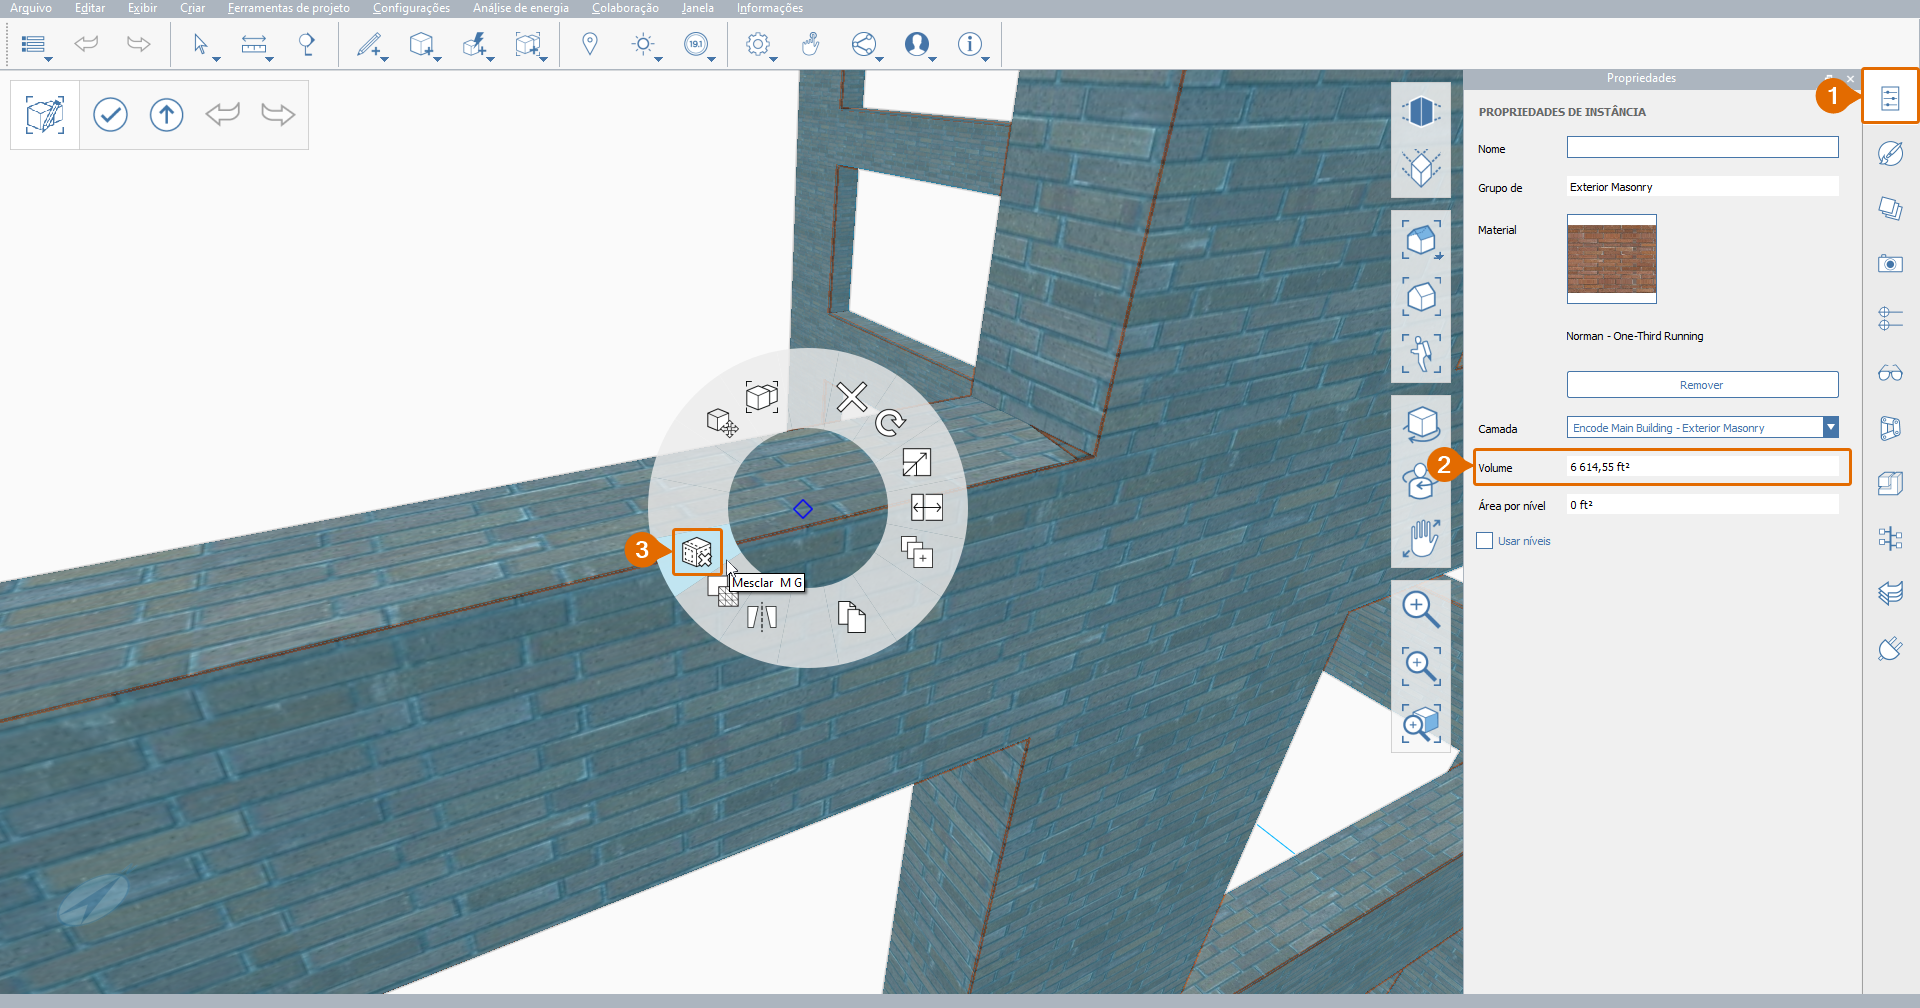 Arquivo Editar Exibir Criar Ferramentas de projeto Configurações Análise de energia Colaboração Janela Informações
19.1
Propriedades
1
PROPRIEDADES DE INSTÂNCIA
Nome
Grupo de Exterior Masonry
Material
Norman - One-Third Running
Remover
Camada Encode Main Building - Exterior Masonry
2 Volume 6 614,55 ft²
Área por nível 0 ft²
Usar níveis
3
Mesclar M G